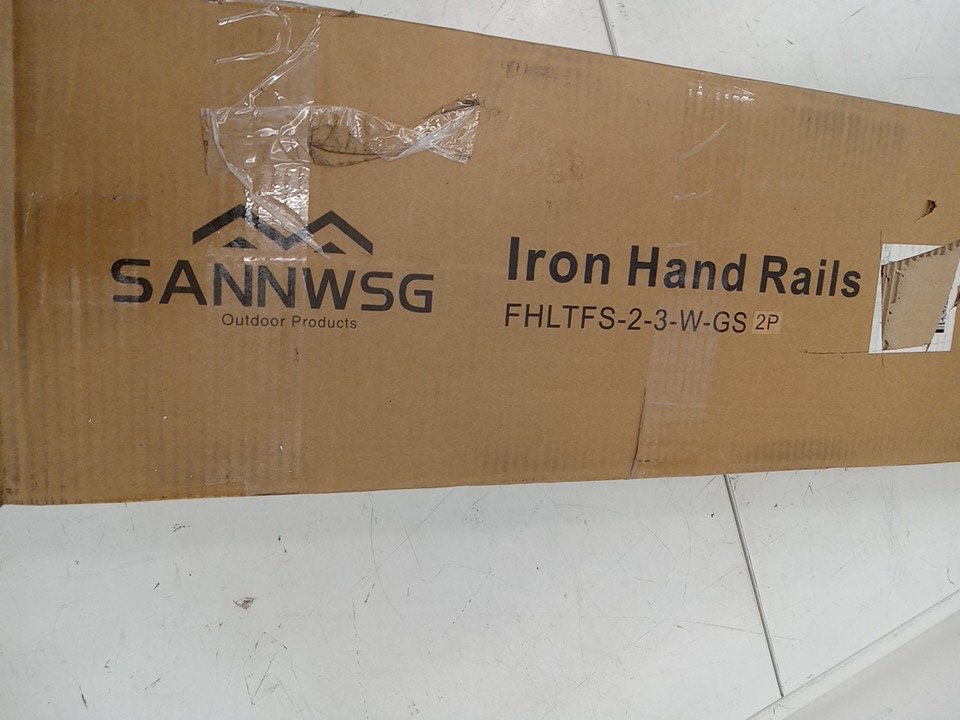 SANNWSG
Outdoor Products
Iron Hand Rails
FHLTFS-2-3-W-GS 2P